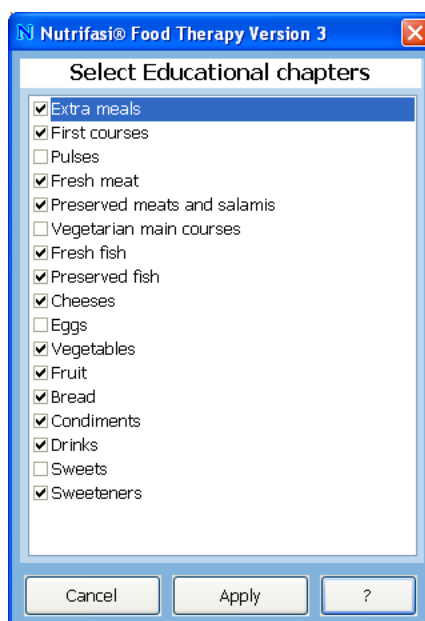 Nutrifasi® Food Therapy Version 3
Select Educational chapters
Extra meals
First courses
Pulses
Fresh meat
Preserved meats and salamis
Vegetarian main courses
Fresh fish
Preserved fish
Cheeses
Eggs
Vegetables
Fruit
Bread
Condiments
Drinks
Sweets
Sweeteners
Cancel Apply ?